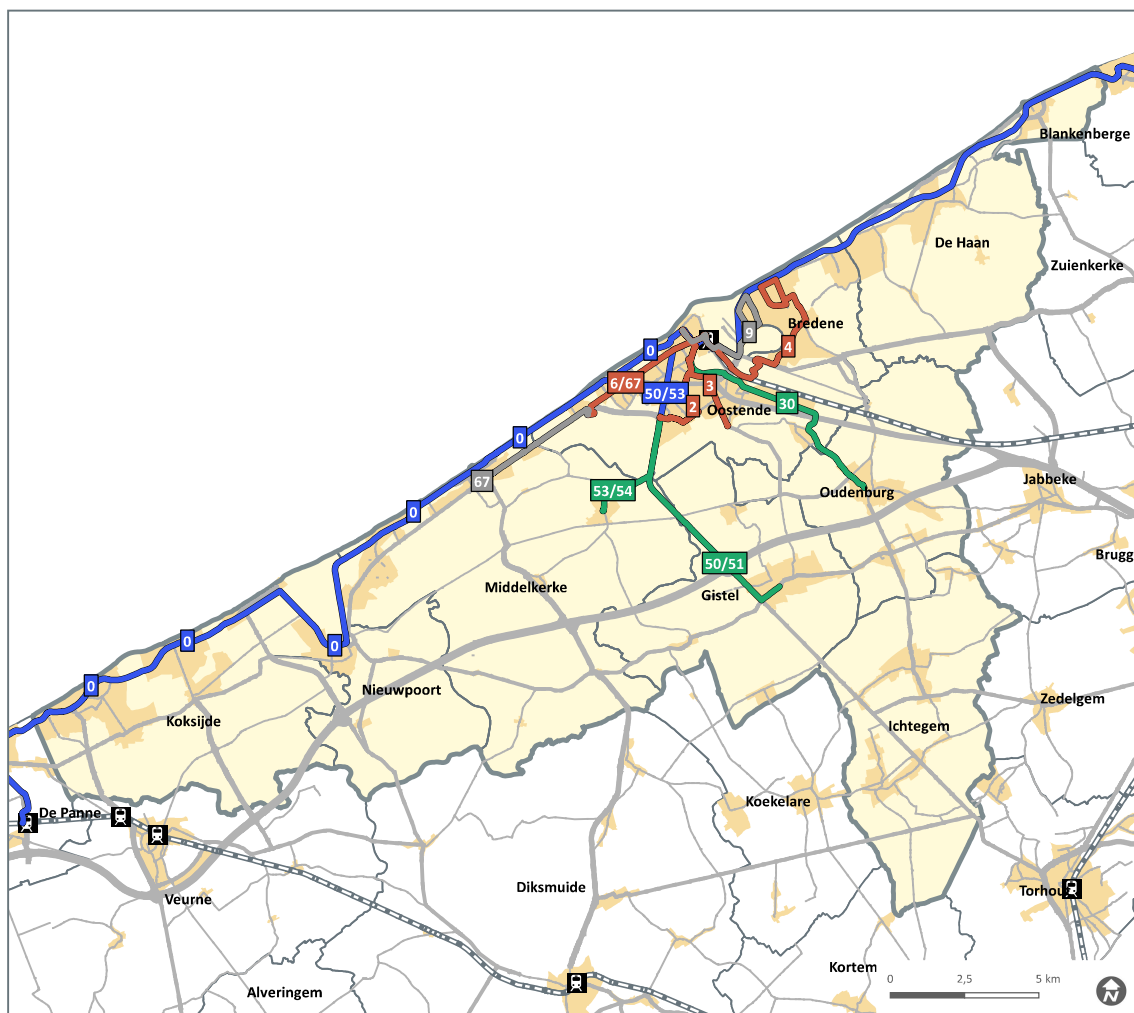 Blankenberge
De Haan
Zuienkerke
9
Bredene
4
0
6/67
50/53
3
2
Oostende
30
0
67
53/54
Oudenburg
Jabbeke
0
Brugg
50/51
Middelkerke
Gistel
0
0
0
Nieuwpoort
Koksijde
Zedelgem
Ichtegem
Koekelare
De Panne
Diksmuide
Torhout
Veurne
Kortem
Alveringem
0 2,5 5 km